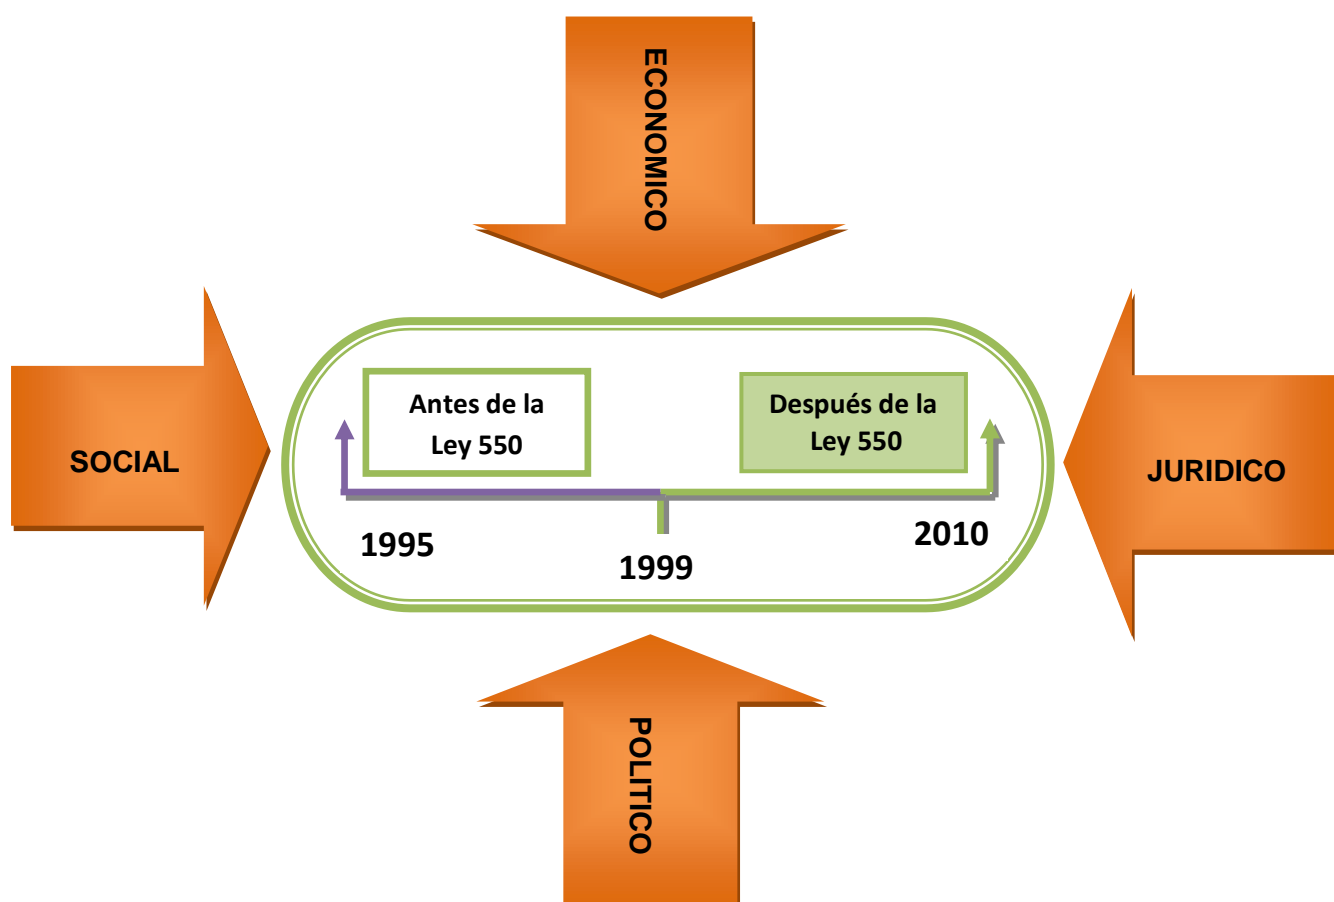 ECONOMICO
SOCIAL
Antes de la
Ley 550
Después de la
Ley 550
JURIDICO
1995
1999
2010
POLITICO